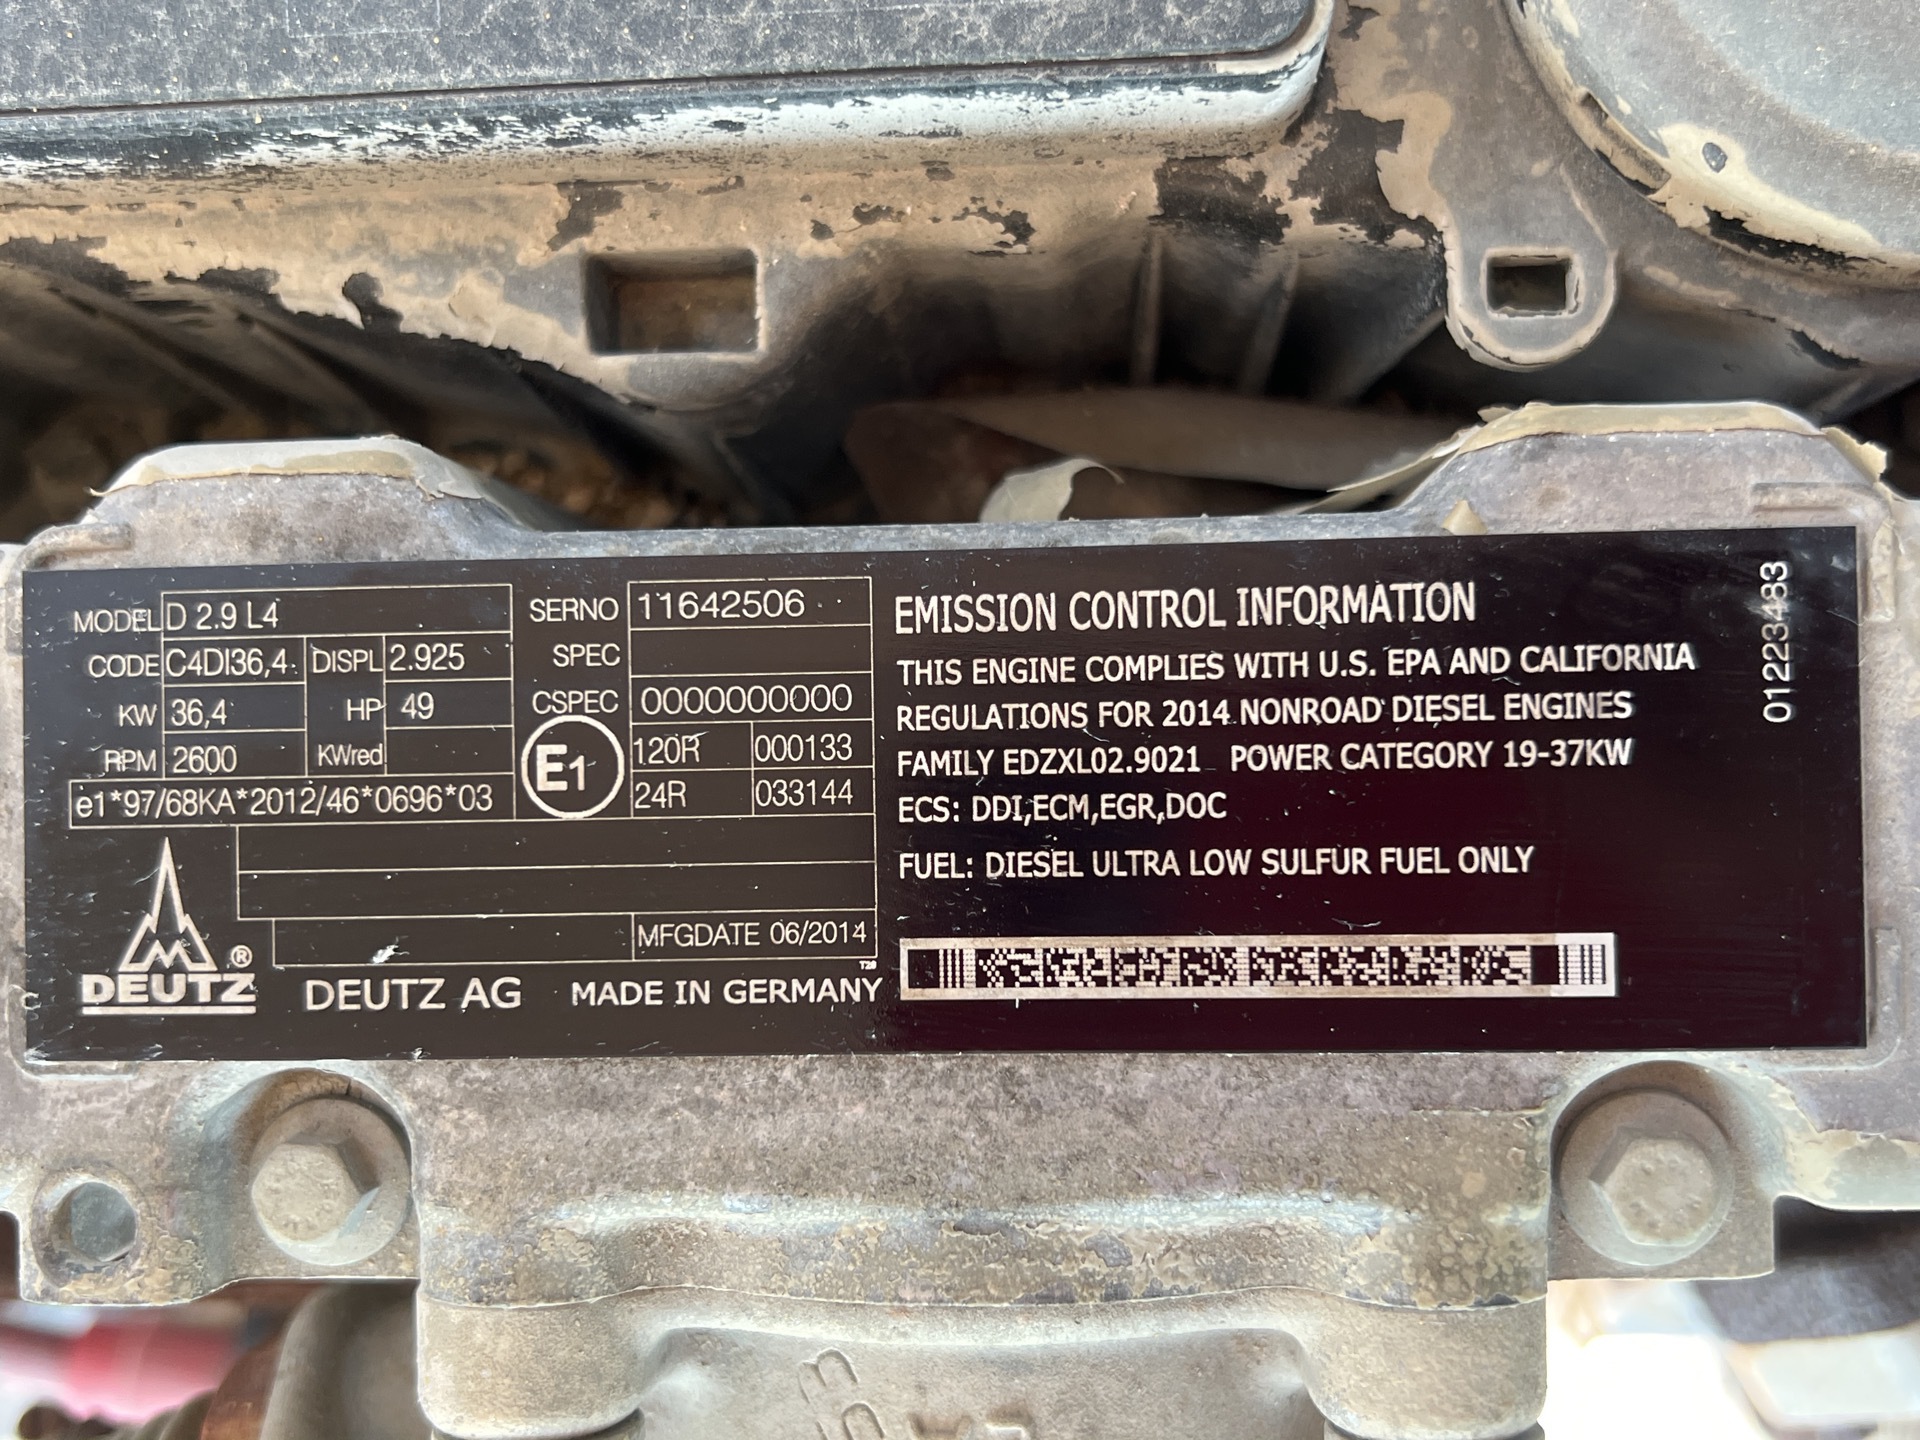 MODEL D 2.9 L4
CODE C4DI36,4 DISPL 2.925
KW 36,4 HP 49
RPM 2600 KWred
e1*97/68KA*2012/46*0696*03
SERNO 11642506
SPEC
CSPEC 0000000000
E1 120R 000133
24R 033144
MFGDATE 06/2014
T28
DEUTZ ®
DEUTZ AG MADE IN GERMANY
EMISSION CONTROL INFORMATION
THIS ENGINE COMPLIES WITH U.S. EPA AND CALIFORNIA
REGULATIONS FOR 2014 NONROAD DIESEL ENGINES
FAMILY EDZXL02.9021 POWER CATEGORY 19-37KW
ECS: DDI,ECM,EGR,DOC
FUEL: DIESEL ULTRA LOW SULFUR FUEL ONLY
01223483